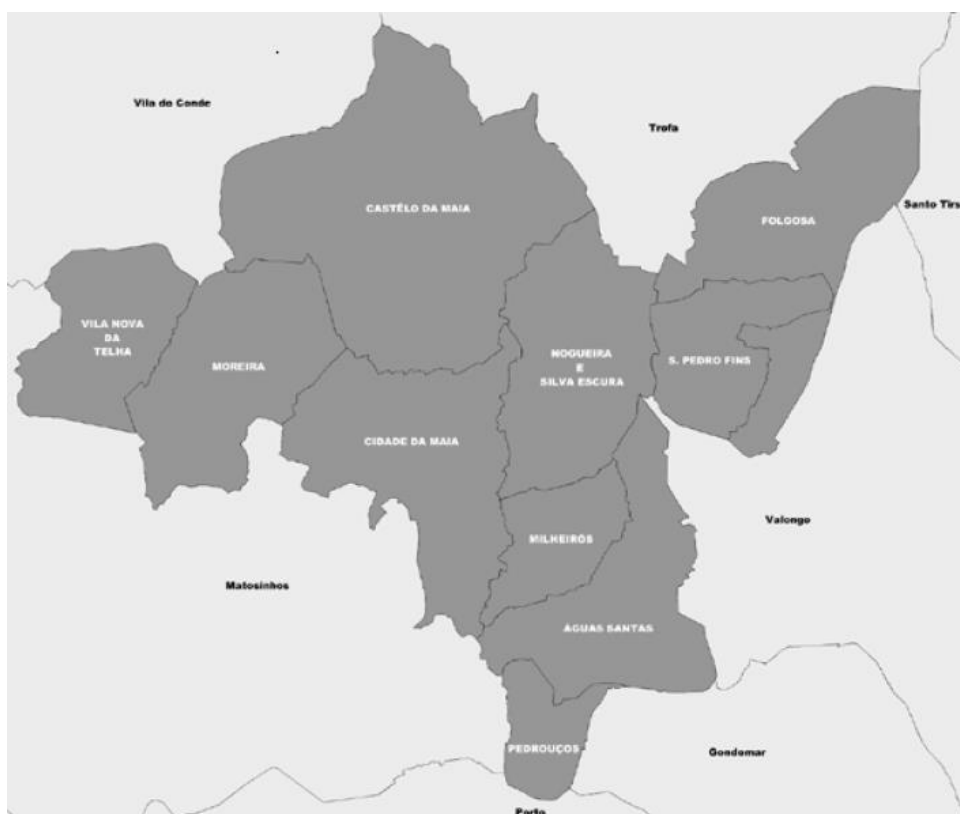 Vila do Conde
Trofa
CASTÊLO DA MAIA
Santo Tirs
FOLGOSA
VILA NOVA
DA
TELHA
MOREIRA
NOGUEIRA
E
SILVA ESCURA
S. PEDRO FINS
CIDADE DA MAIA
Valongo
MILHEIRÓS
Matosinhos
ÁGUAS SANTAS
PEDROUÇOS
Gondomar
Porto